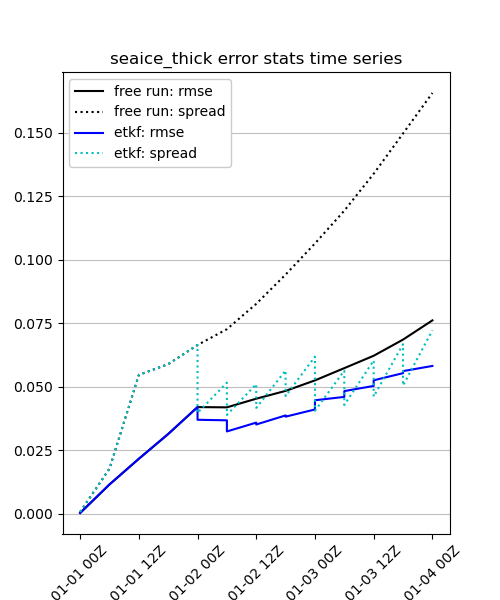 seaice_thick error stats time series
free run: rmse
free run: spread
etkf: rmse
etkf: spread
0.150
0.125
0.100
0.075
0.050
0.025
0.000
01-01 00Z
01-01 12Z
01-02 00Z
01-02 12Z
01-03 00Z
01-03 12Z
01-04 00Z